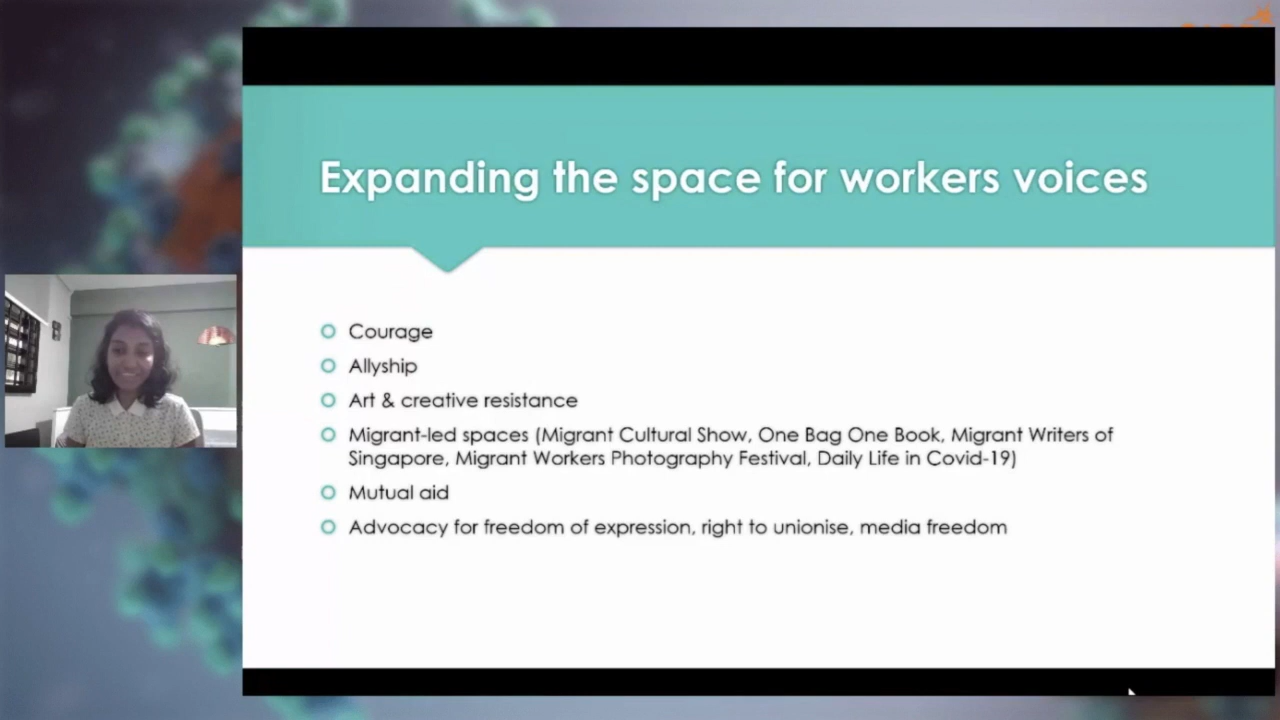 Expanding the space for workers voices
Courage
Allyship
Art & creative resistance
Migrant-led spaces (Migrant Cultural Show, One Bag One Book, Migrant Writers of
Singapore, Migrant Workers Photography Festival, Daily Life in Covid-19)
Mutual aid
Advocacy for freedom of expression, right to unionise, media freedom